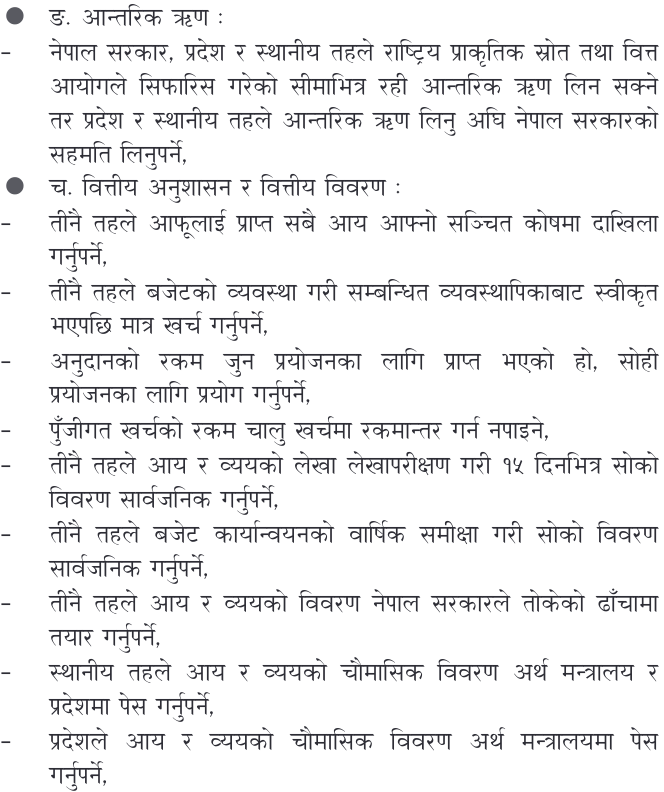 ● ङ. आन्तरिक ऋण :
- नेपाल सरकार, प्रदेश र स्थानीय तहले राष्ट्रिय प्राकृतिक स्रोत तथा वित्त
आयोगले सिफारिस गरेको सीमाभित्र रही आन्तरिक ऋण लिन सक्ने
तर प्रदेश र स्थानीय तहले आन्तरिक ऋण लिनु अघि नेपाल सरकारको
सहमति लिनुपर्ने,
● च. वित्तीय अनुशासन र वित्तीय विवरण :
- तीनै तहले आफूलाई प्राप्त सबै आय आफ्नो सञ्चित कोषमा दाखिला
गर्नुपर्ने,
- तीनै तहले बजेटको व्यवस्था गरी सम्बन्धित व्यवस्थापिकाबाट स्वीकृत
भएपछि मात्र खर्च गर्नुपर्ने,
- अनुदानको रकम जुन प्रयोजनका लागि प्राप्त भएको हो, सोही
प्रयोजनका लागि प्रयोग गर्नुपर्ने,
- पुँजीगत खर्चको रकम चालु खर्चमा रकमान्तर गर्न नपाइने,
- तीनै तहले आय र व्ययको लेखा लेखापरीक्षण गरी १५ दिनभित्र सोको
विवरण सार्वजनिक गर्नुपर्ने,
- तीनै तहले बजेट कार्यान्वयनको वार्षिक समीक्षा गरी सोको विवरण
सार्वजनिक गर्नुपर्ने,
- तीनै तहले आय र व्ययको विवरण नेपाल सरकारले तोकेको ढाँचामा
तयार गर्नुपर्ने,
- स्थानीय तहले आय र व्ययको चौमासिक विवरण अर्थ मन्त्रालय र
प्रदेशमा पेस गर्नुपर्ने,
- प्रदेशले आय र व्ययको चौमासिक विवरण अर्थ मन्त्रालयमा पेस
गर्नुपर्ने,